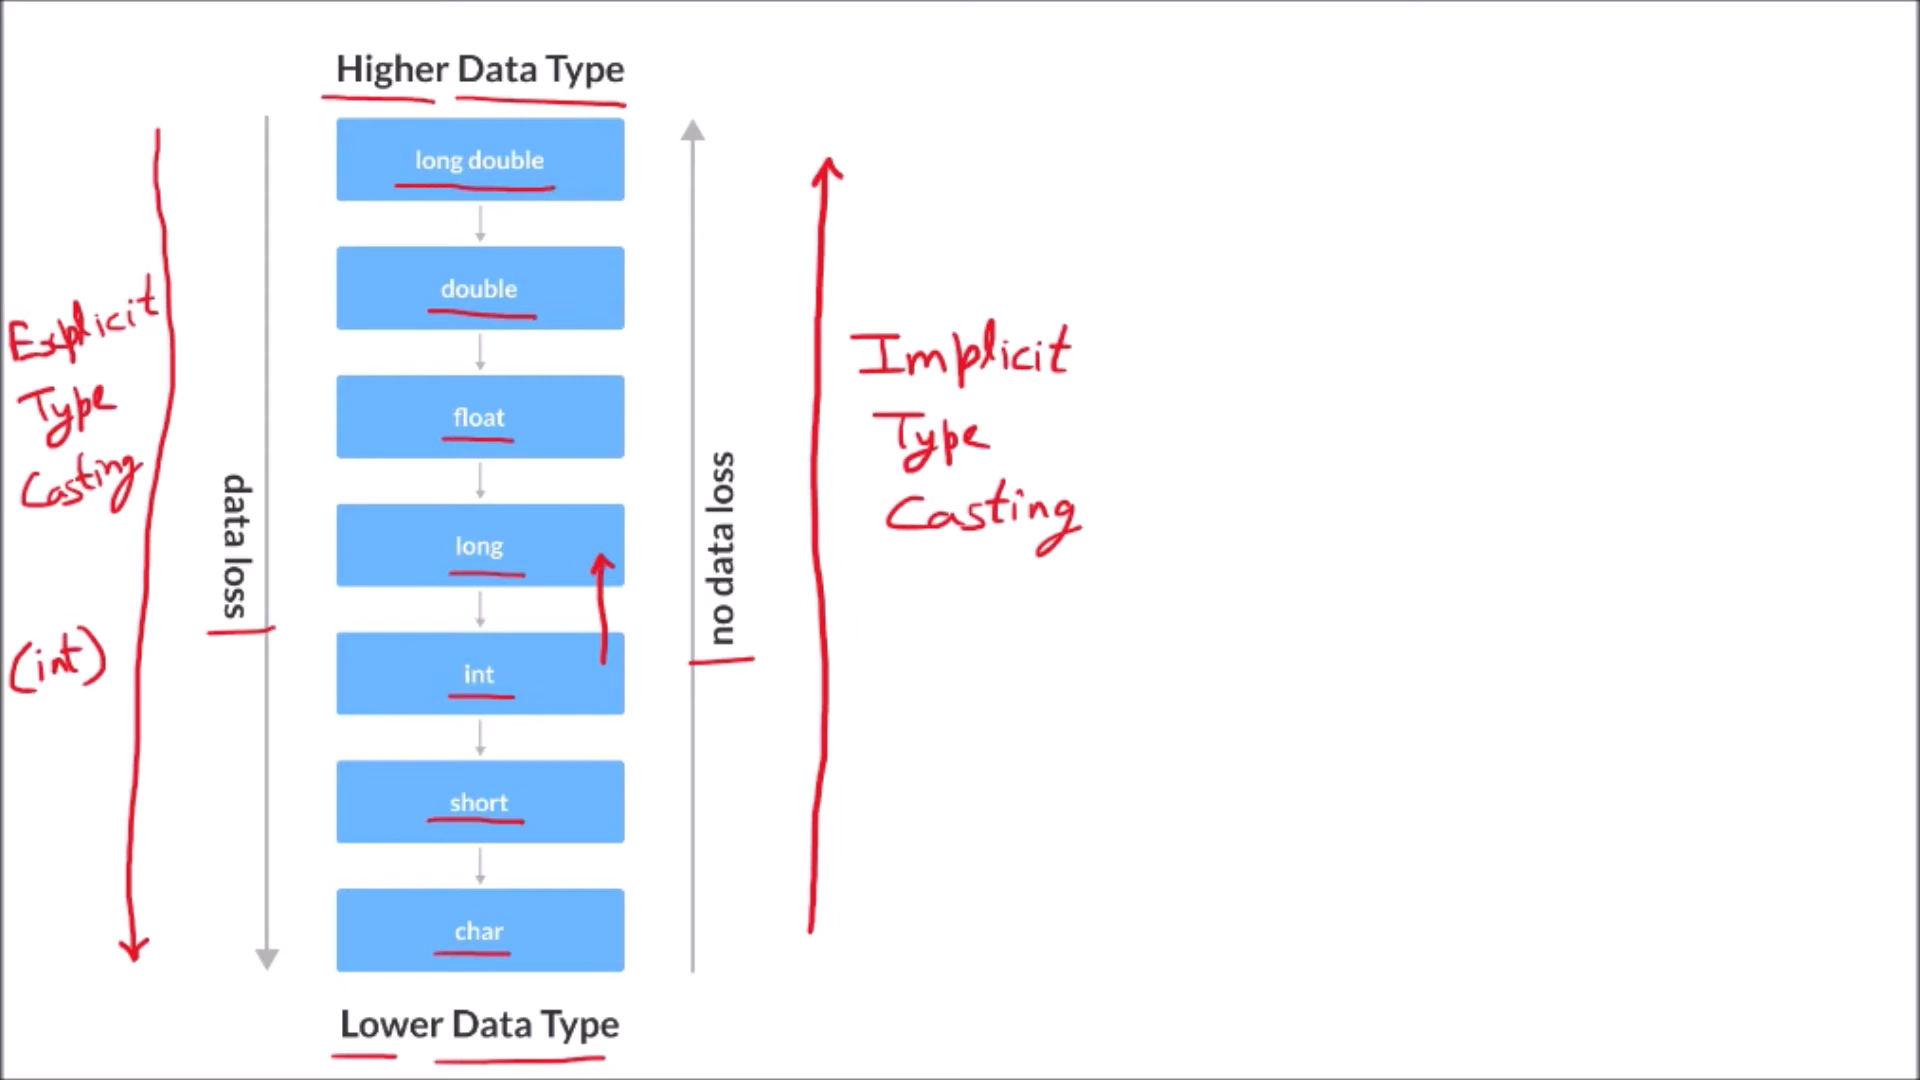 Higher Data Type
long double
double
float
long
int
short
char
Lower Data Type
data loss
no data loss
Explicit
Type
Casting
(int)
Implicit
Type
Casting